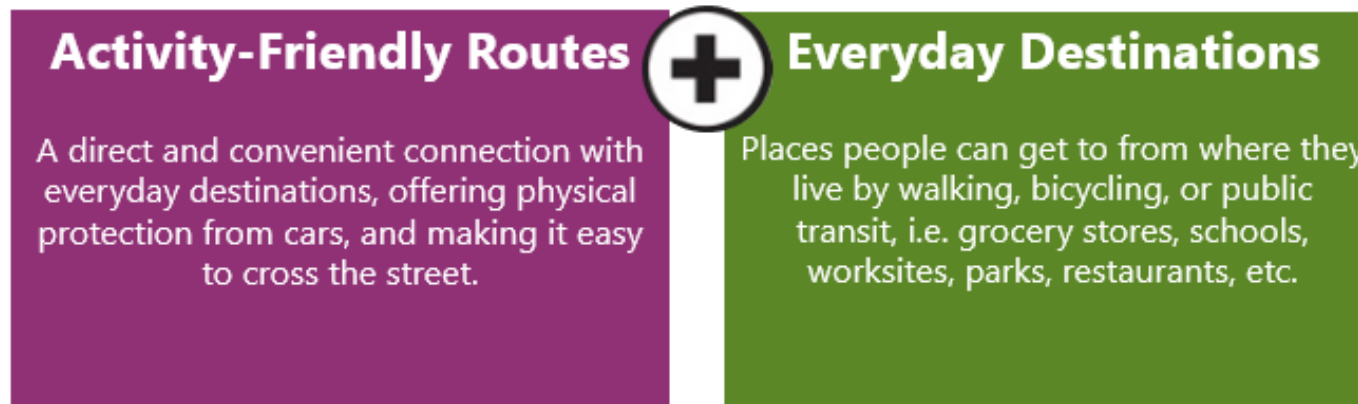 Activity-Friendly Routes
A direct and convenient connection with
everyday destinations, offering physical
protection from cars, and making it easy
to cross the street.
Everyday Destinations
Places people can get to from where they
live by walking, bicycling, or public
transit, i.e. grocery stores, schools,
worksites, parks, restaurants, etc.